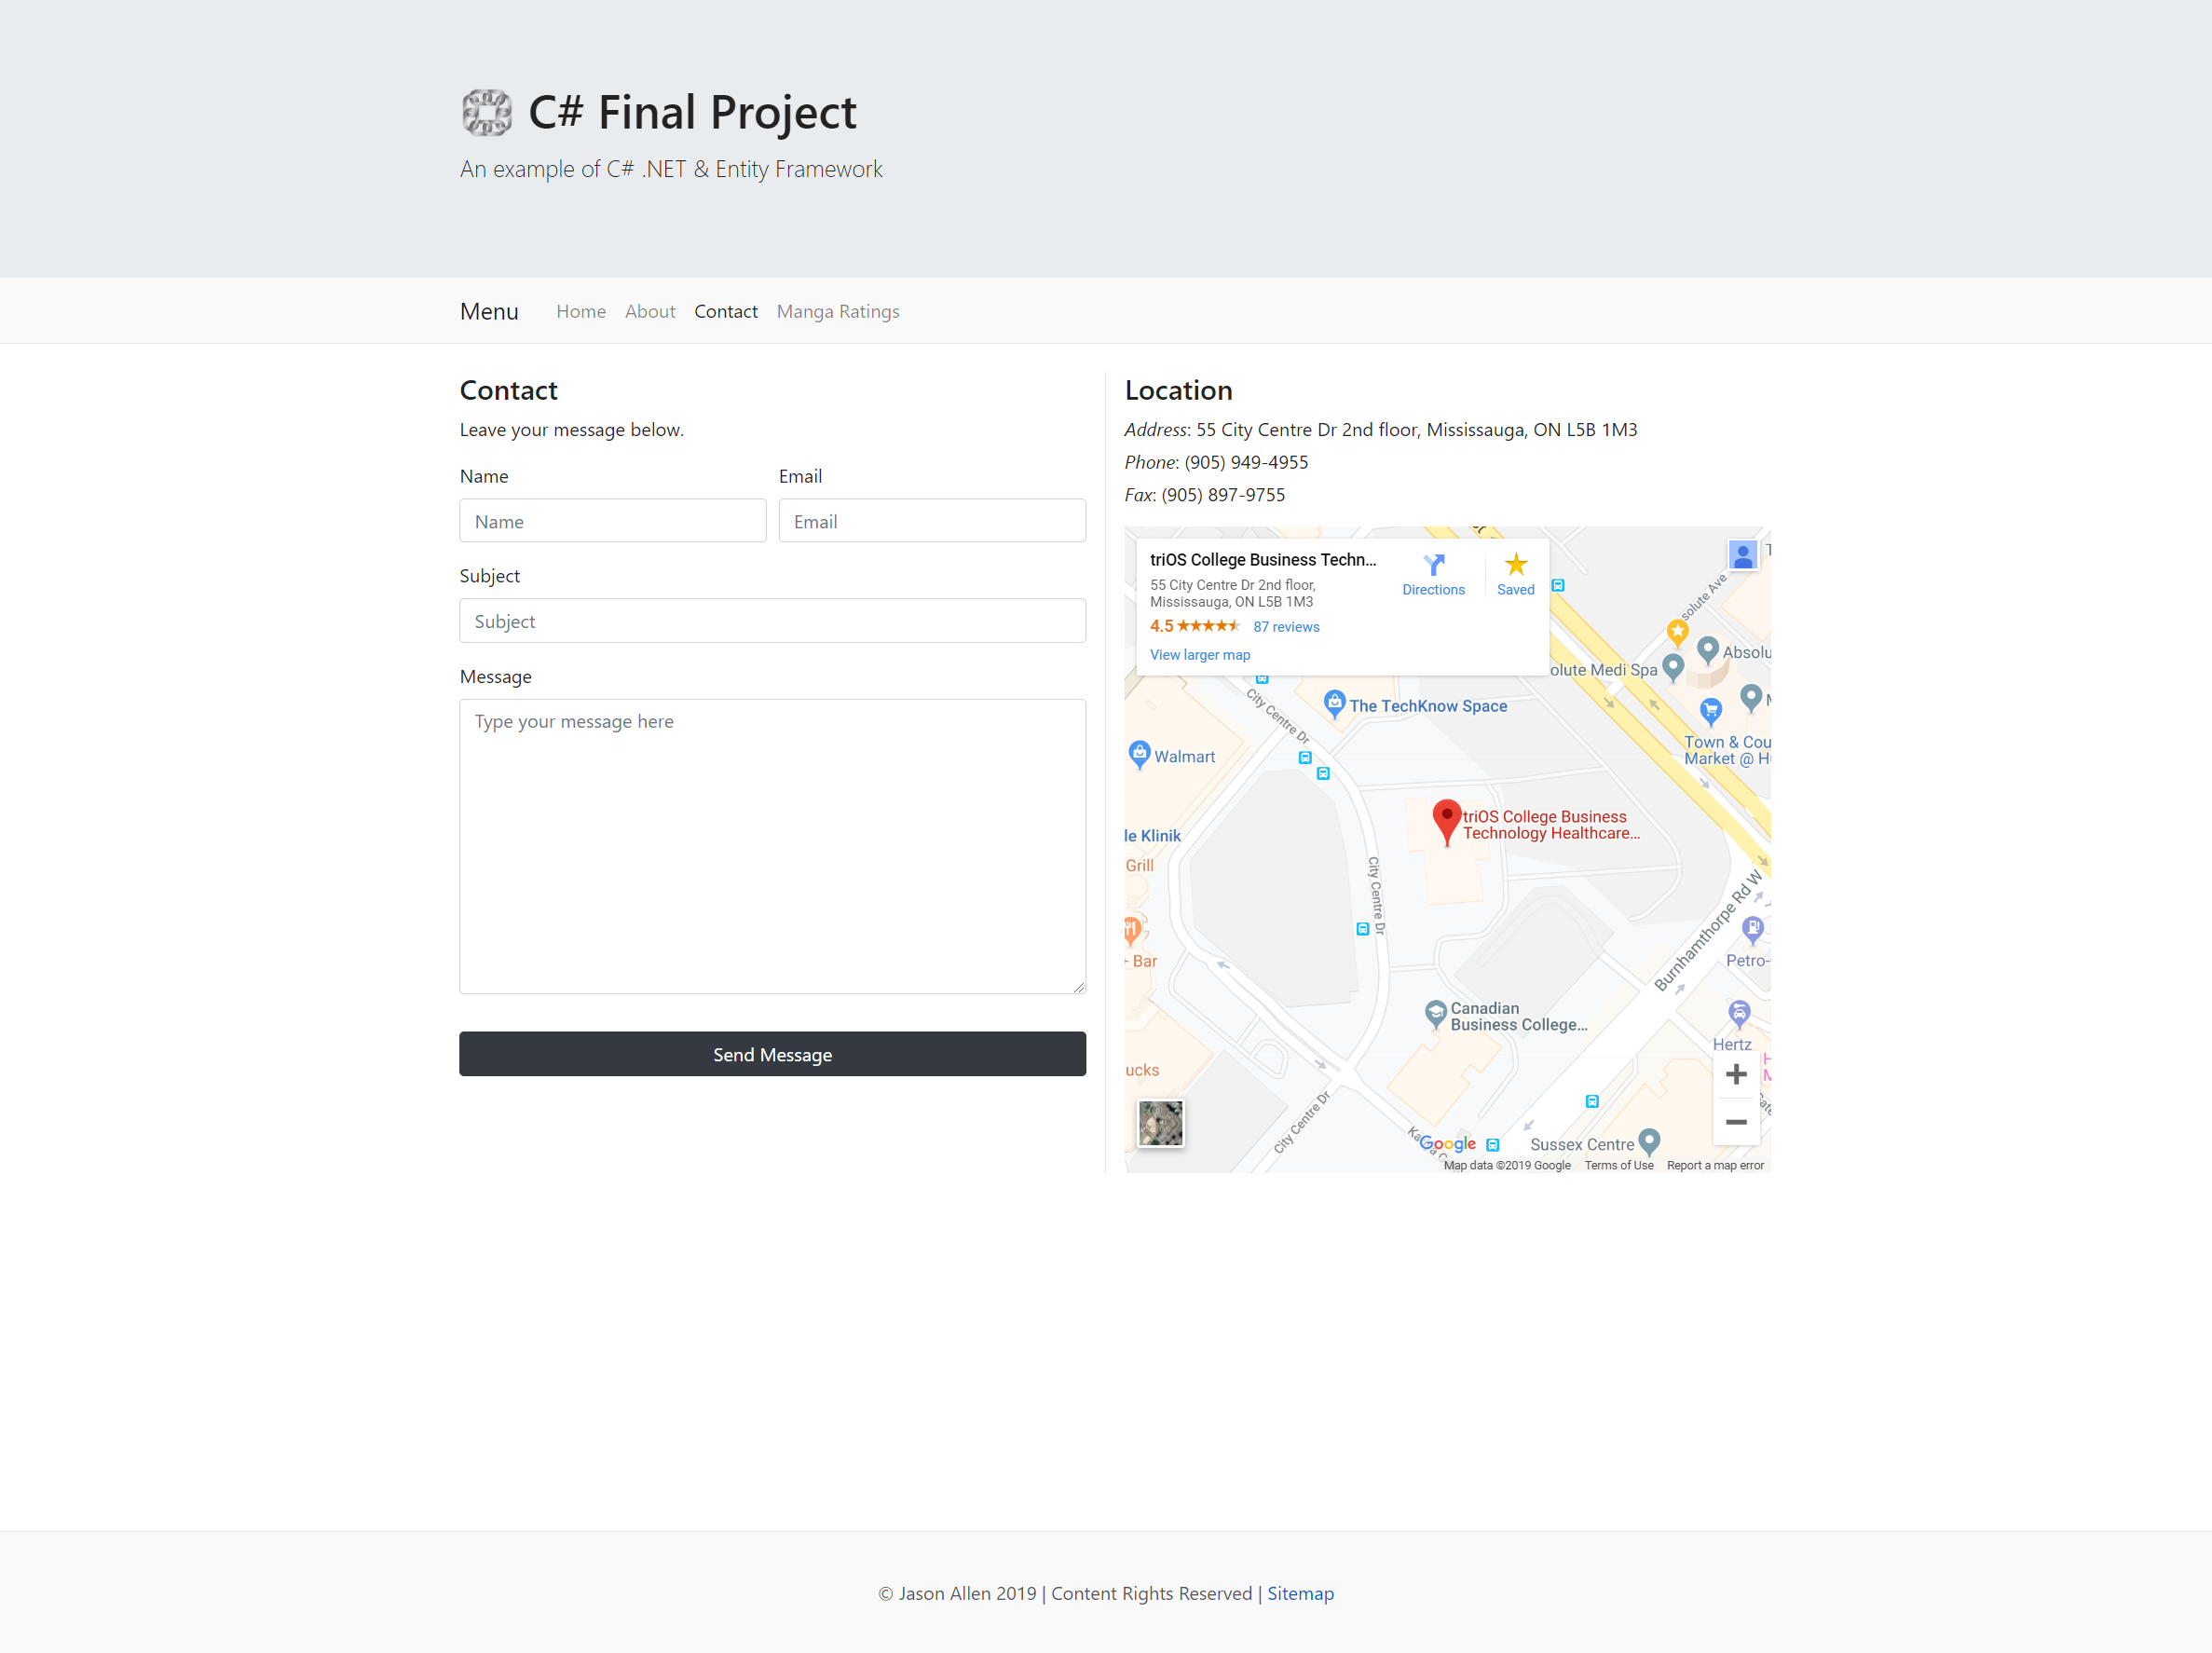 C# Final Project
An example of C# .NET & Entity Framework
Menu Home About Contact Manga Ratings
Contact
Leave your message below.
Name Email
Name Email
Subject
Subject
Message
Type your message here
Send Message
Location
Address: 55 City Centre Dr 2nd floor, Mississauga, ON L5B 1M3
Phone: (905) 949-4955
Fax: (905) 897-9755
triOS College Business Techn...
55 City Centre Dr 2nd floor,
Mississauga, ON L5B 1M3
4.5 87 reviews
View larger map
Directions
Saved
solute Ave
Absolu
olute Medi Spa
City Centre Dr
The TechKnow Space
Walmart
Town & Cou
Market @ H
triOS College Business
Technology Healthcare...
le Klinik
Grill
City Centre Dr
Burnhamthorpe Rd W
Bar
Petro-
Canadian
Business College...
Hertz
ucks
City Centre Dr
Google
Sussex Centre
Map data ©2019 Google Terms of Use Report a map error
© Jason Allen 2019 | Content Rights Reserved | Sitemap